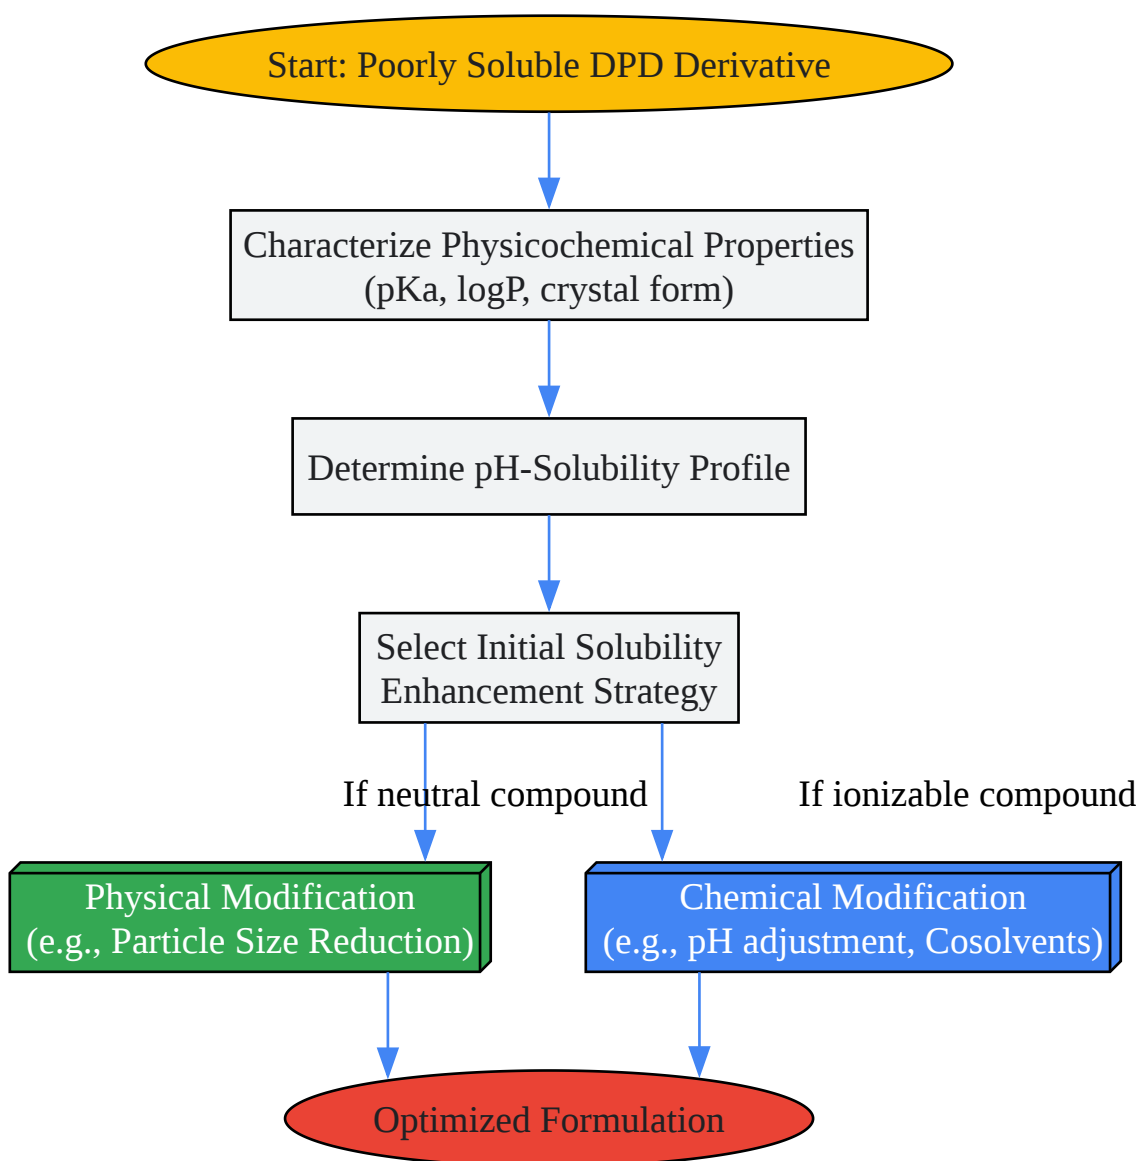 Start: Poorly Soluble DPD Derivative
Characterize Physicochemical Properties
(pKa, logP, crystal form)
Determine pH-Solubility Profile
Select Initial Solubility
Enhancement Strategy
If neutral compound
If ionizable compound
Physical Modification
(e.g., Particle Size Reduction)
Chemical Modification
(e.g., pH adjustment, Cosolvents)
Optimized Formulation